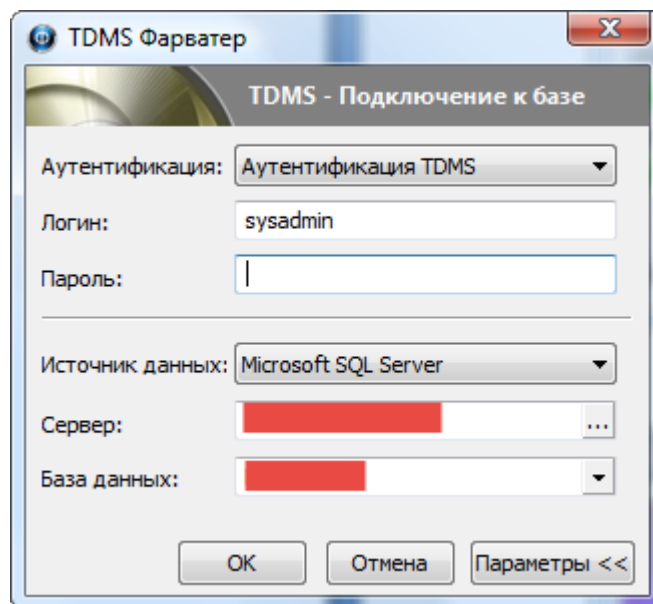 TDMS Фарватер
TDMS - Подключение к базе
Аутентификация: Аутентификация TDMS
Логин: sysadmin
Пароль:
Источник данных: Microsoft SQL Server
Сервер: ...
База данных:
OK Отмена Параметры <<